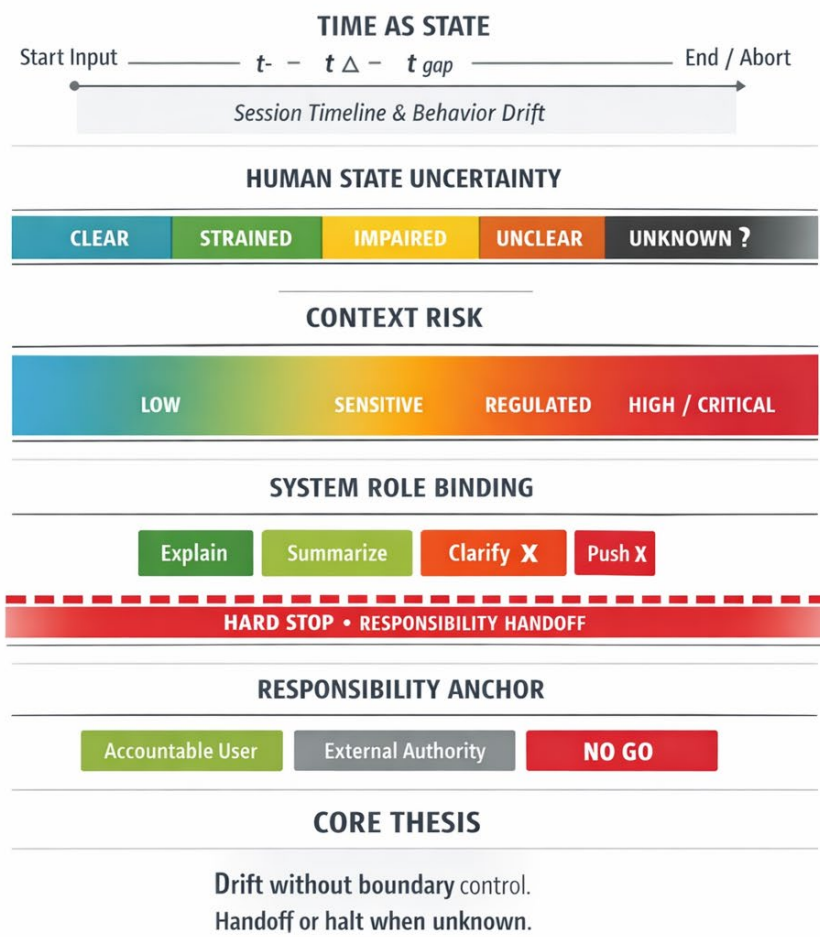 TIME AS STATE
Start Input t- – t Δ – t gap End / Abort
Session Timeline & Behavior Drift
HUMAN STATE UNCERTAINTY
CLEAR STRAINED IMPAIRED UNCLEAR UNKNOWN ?
CONTEXT RISK
LOW SENSITIVE REGULATED HIGH / CRITICAL
SYSTEM ROLE BINDING
Explain Summarize Clarify X Push X
HARD STOP • RESPONSIBILITY HANDOFF
RESPONSIBILITY ANCHOR
Accountable User External Authority NO GO
CORE THESIS
Drift without boundary control.
Handoff or halt when unknown.